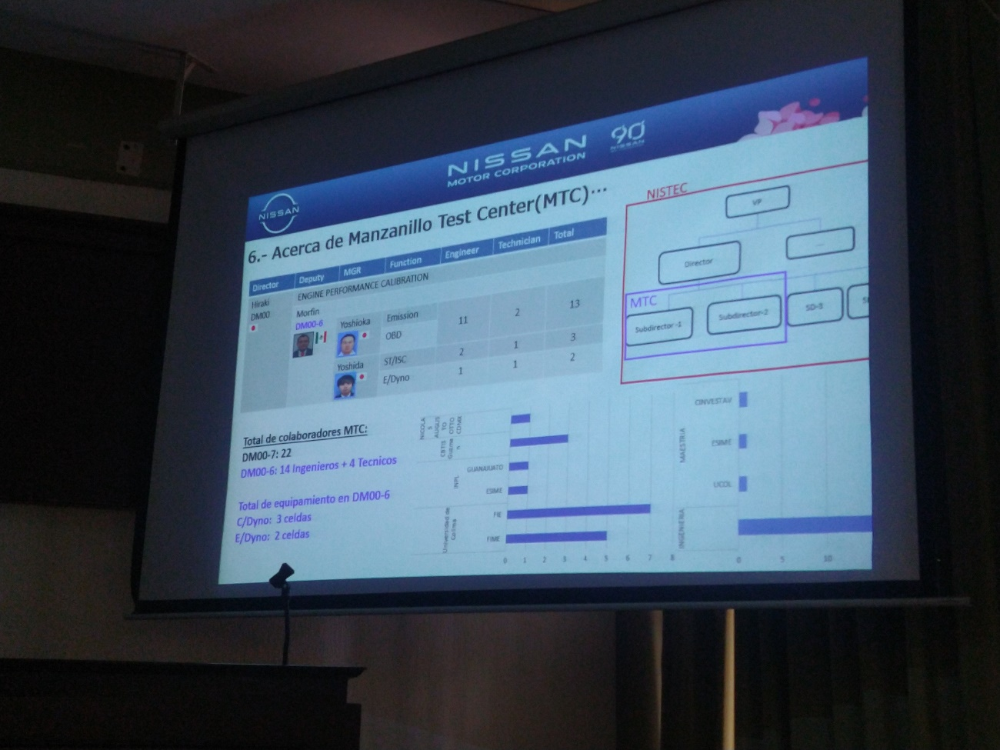 NISSAN
MOTOR CORPORATION
90
NISSAN
NISSAN
6.- Acerca de Manzanillo Test Center(MTC)···
Director Deputy MGR Function Engineer Technician Total
Hiraki
DM00
ENGINE PERFORMANCE CALIBRATION
Morfin
DM00-6
Yoshioka
Emission
OBD
11 2 13
Yoshida
ST/ISC 2 1 3
E/Dyno 1 1 2
Total de colaboradores MTC:
DM00-7: 22
DM00-6: 14 Ingenieros + 4 Tecnicos
Total de equipamiento en DM00-6
C/Dyno: 3 celdas
E/Dyno: 2 celdas
NISTEC
VP
Director
...
MTC
Subdirector -1
Subdirector-2
SD-3
NICOLA
S
AUGUS
TO
OTTO
CDMX
CBTIS
GUANAJUATO
INPL
ESIME
Universidad de
Colima
FIE
FIME
0 1 2 3 4 5 6 7 8
MAESTRIA
CINVESTAV
ESIME
UCOL
INGENIERIA
0 5 10